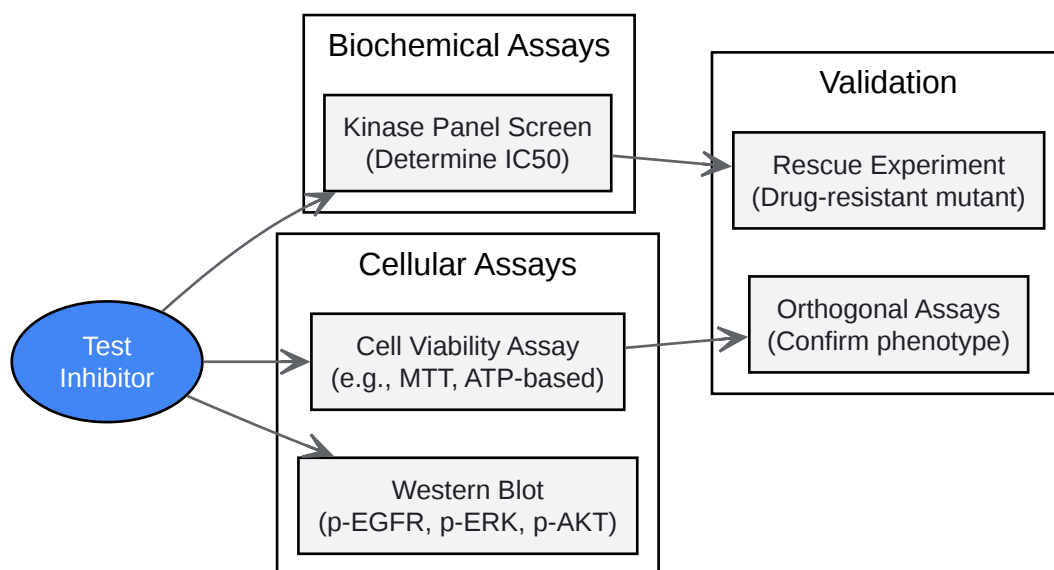 Biochemical Assays
Kinase Panel Screen
(Determine IC50)
Validation
Rescue Experiment
(Drug-resistant mutant)
Cellular Assays
Orthogonal Assays
(Confirm phenotype)
Test
Inhibitor
Cell Viability Assay
(e.g., MTT, ATP-based)
Western Blot
(p-EGFR, p-ERK, p-AKT)